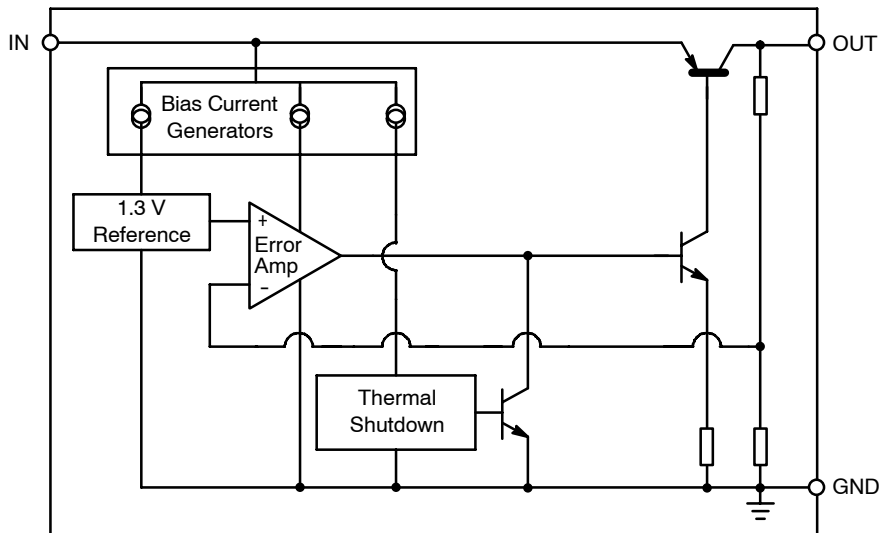 IN
OUT
Bias Current
Generators
1.3 V
Reference
+
Error
Amp
−
Thermal
Shutdown
GND